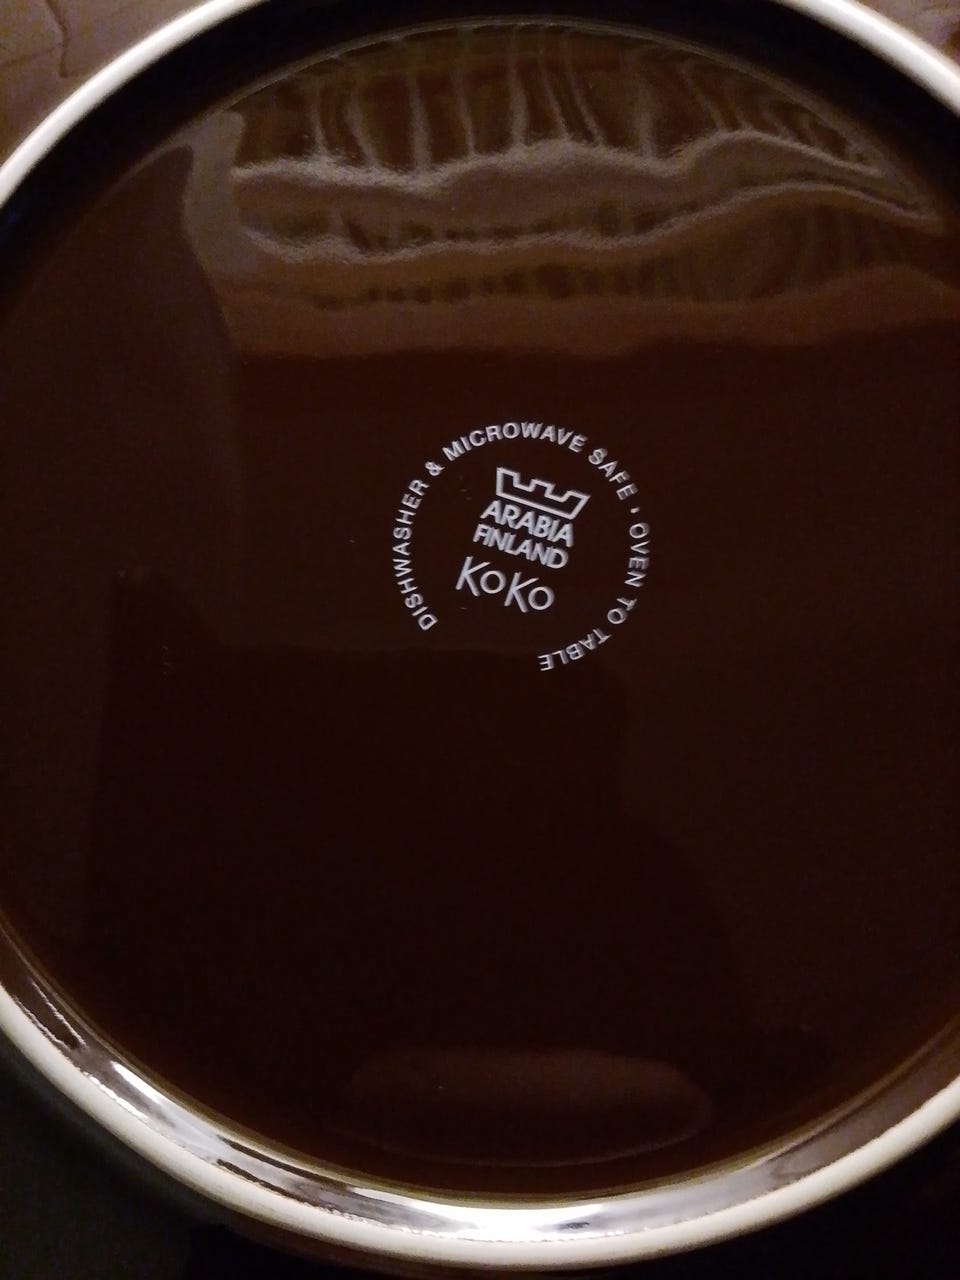 DISHWASHER & MICROWAVE SAFE · OVEN TO TABLE
ARABIA
FINLAND
KoKo